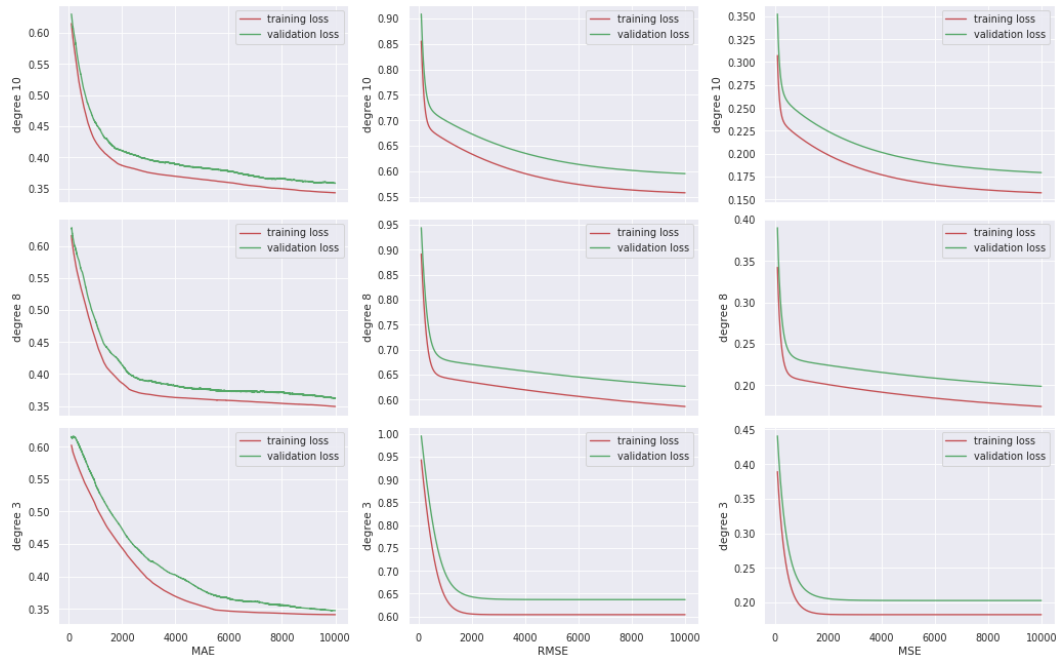 degree 10
0.60
0.55
0.50
0.45
0.40
0.35
training loss
validation loss
degree 10
0.90
0.85
0.80
0.75
0.70
0.65
0.60
0.55
training loss
validation loss
degree 10
0.350
0.325
0.300
0.275
0.250
0.225
0.200
0.175
0.150
training loss
validation loss
degree 8
0.60
0.55
0.50
0.45
0.40
0.35
training loss
validation loss
degree 8
0.95
0.90
0.85
0.80
0.75
0.70
0.65
0.60
training loss
validation loss
degree 8
0.40
0.35
0.30
0.25
0.20
training loss
validation loss
degree 3
0.60
0.55
0.50
0.45
0.40
0.35
training loss
validation loss
0 2000 4000 6000 8000 10000
MAE
degree 3
1.00
0.95
0.90
0.85
0.80
0.75
0.70
0.65
0.60
training loss
validation loss
0 2000 4000 6000 8000 10000
RMSE
degree 3
0.45
0.40
0.35
0.30
0.25
0.20
training loss
validation loss
0 2000 4000 6000 8000 10000
MSE